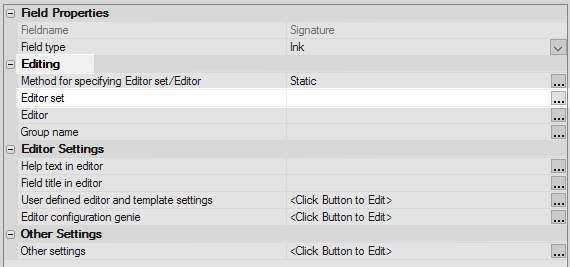 Field Properties
Fieldname Signature
Field type Ink
Editing
Method for specifying Editor set/Editor Static ...
Editor set ...
Editor ...
Group name ...
Editor Settings
Help text in editor ...
Field title in editor ...
User defined editor and template settings <Click Button to Edit> ...
Editor configuration genie <Click Button to Edit> ...
Other Settings
Other settings <Click Button to Edit> ...